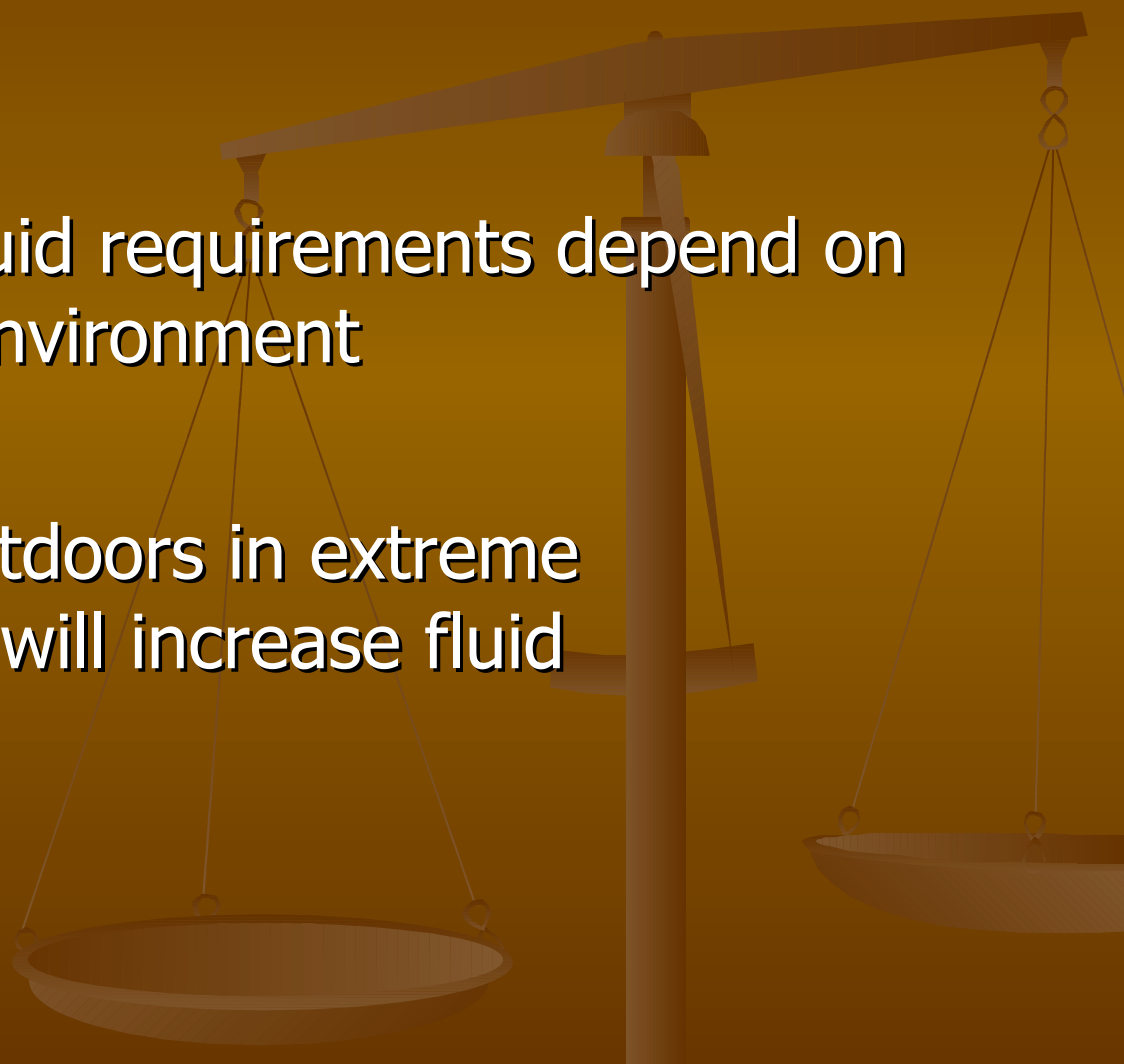 uid requirements depend on
nvironment
tdoors in extreme
will increase fluid